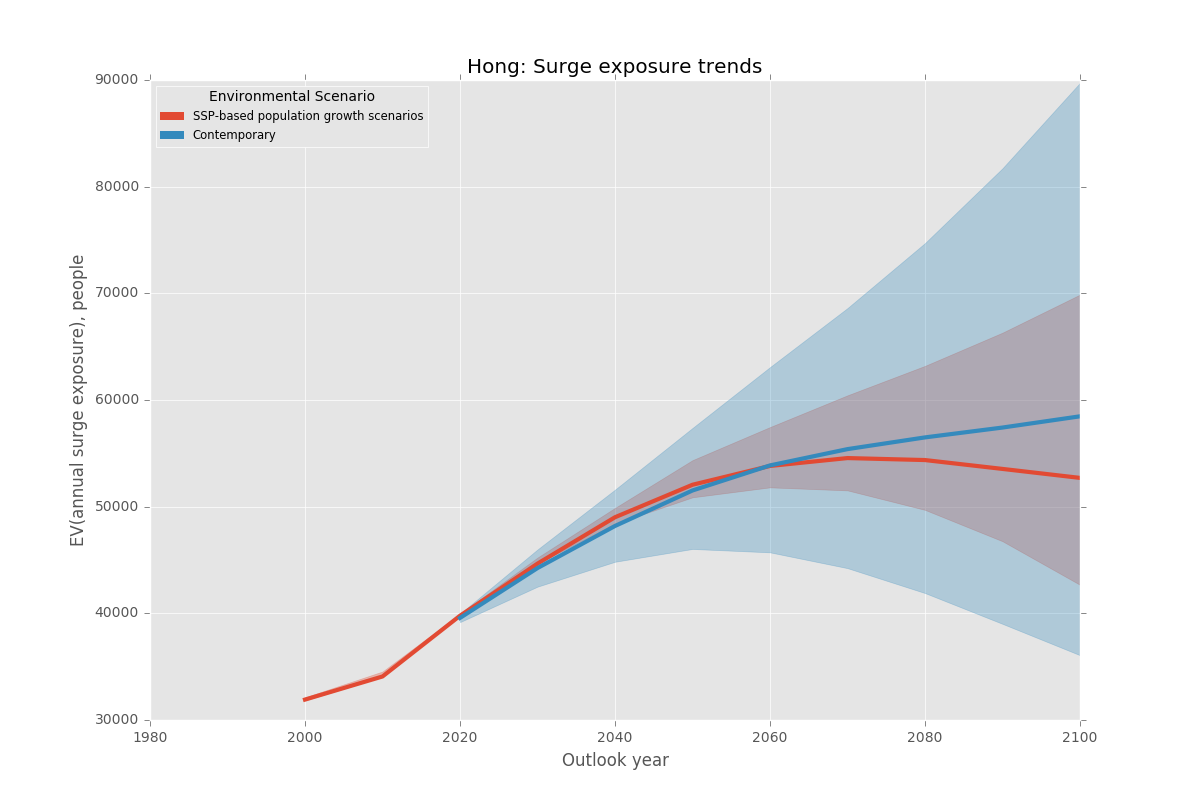 Hong: Surge exposure trends
Environmental Scenario
SSP-based population growth scenarios
Contemporary
EV(annual surge exposure), people
90000
80000
70000
60000
50000
40000
30000
1980 2000 2020 2040 2060 2080 2100
Outlook year